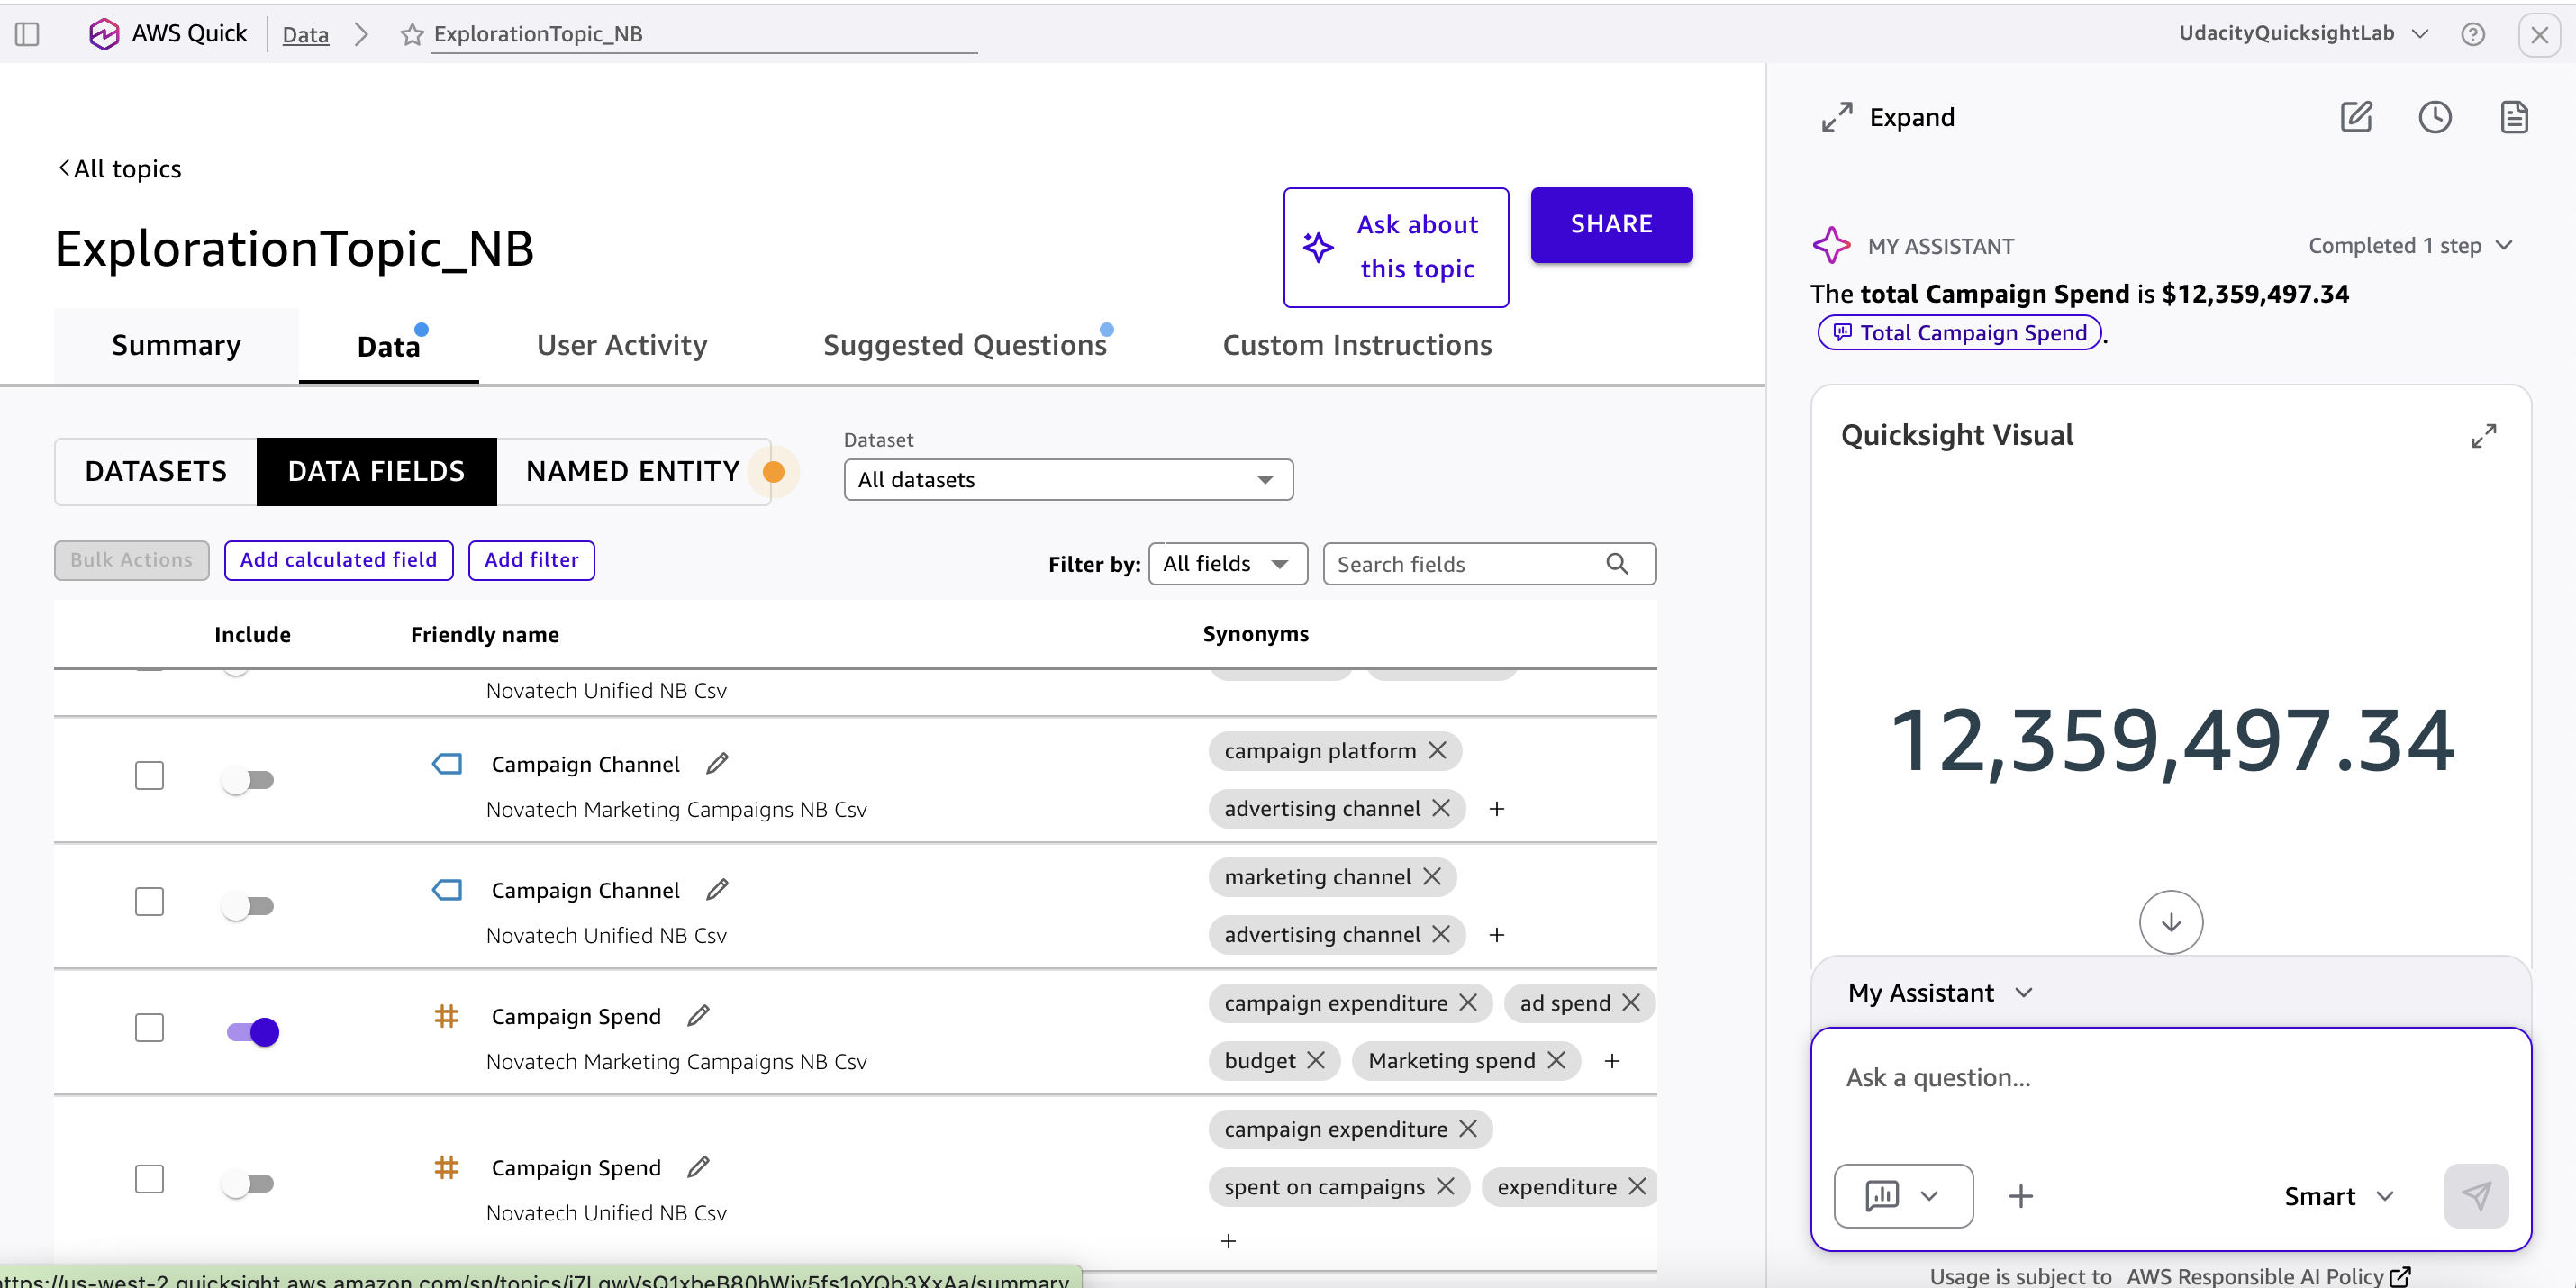 AWS Quick
Data
ExplorationTopic_NB
UdacityQuicksightLab
All topics
ExplorationTopic_NB
Ask about
this topic
SHARE
Summary
Data
User Activity
Suggested Questions
Custom Instructions
DATASETS
DATA FIELDS
NAMED ENTITY
Dataset
All datasets
Bulk Actions
Add calculated field
Add filter
Filter by:
All fields
Search fields
Include
Friendly name
Synonyms
Novatech Unified NB Csv
Campaign Channel
Novatech Marketing Campaigns NB Csv
campaign platform
advertising channel
Campaign Channel
Novatech Unified NB Csv
marketing channel
advertising channel
Campaign Spend
Novatech Marketing Campaigns NB Csv
campaign expenditure
ad spend
budget
Marketing spend
Campaign Spend
Novatech Unified NB Csv
campaign expenditure
spent on campaigns
expenditure
Expand
MY ASSISTANT
Completed 1 step
The total Campaign Spend is $12,359,497.34
Total Campaign Spend.
Quicksight Visual
12,359,497.34
My Assistant
Ask a question...
Smart
Usage is subject to AWS Responsible AI Policy